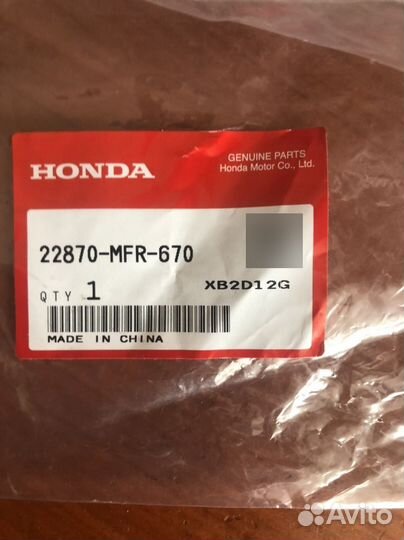 HONDA
GENUINE PARTS
Honda Motor Co., Ltd.
22870-MFR-670
XB2D12G
QTY 1
MADE IN CHINA
Avito